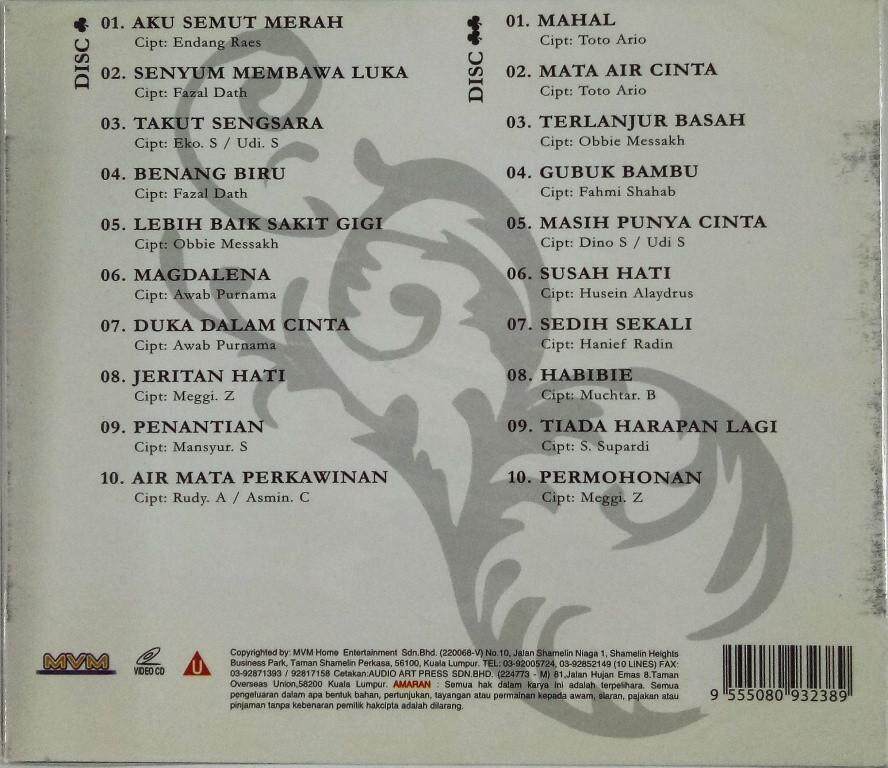 DISC
01. AKU SEMUT MERAH
Cipt: Endang Raes
02. SENYUM MEMBAWA LUKA
Cipt: Fazal Dath
03. TAKUT SENGSARA
Cipt: Eko. S / Udi. S
04. BENANG BIRU
Cipt: Fazal Dath
05. LEBIH BAIK SAKIT GIGI
Cipt: Obbie Messakh
06. MAGDALENA
Cipt: Awab Purnama
07. DUKA DALAM CINTA
Cipt: Awab Purnama
08. JERITAN HATI
Cipt: Meggi. Z
09. PENANTIAN
Cipt: Mansyur. S
10. AIR MATA PERKAWINAN
Cipt: Rudy. A / Asmin. C
DISC
01. MAHAL
Cipt: Toto Ario
02. MATA AIR CINTA
Cipt: Toto Ario
03. TERLANJUR BASAH
Cipt: Obbie Messakh
04. GUBUK BAMBU
Cipt: Fahmi Shahab
05. MASIH PUNYA CINTA
Cipt: Dino S / Udi S
06. SUSAH HATI
Cipt: Husein Alaydrus
07. SEDIH SEKALI
Cipt: Hanief Radin
08. HABIBIE
Cipt: Muchtar. B
09. TIADA HARAPAN LAGI
Cipt: S. Supardi
10. PERMOHONAN
Cipt: Meggi. Z
MVM
VIDEO CD
U
Copyrighted by: MVM Home Entertainment Sdn.Bhd. (220068-V) No.10, Jalan Shamelin Niaga 1, Shamelin Heights
Business Park, Taman Shamelin Perkasa, 56100, Kuala Lumpur. TEL: 03-92005724, 03-92852149 (10 LINES) FAX:
03-92871393 / 92817158 Cetakan:AUDIO ART PRESS SDN.BHD. (224773 - M) 81,Jalan Hujan Emas 8.Taman
Overseas Union,58200 Kuala Lumpur. AMARAN : Semua hak dalam karya ini adalah terpelihara. Semua
pengeluaran dalam apa bentuk bahan, pertunjukan, tayangan atau permainan kepada awam, siaran, pajakan atau
pinjaman tanpa kebenaran pemilik hakcipta adalah dilarang.
9 555080 932389